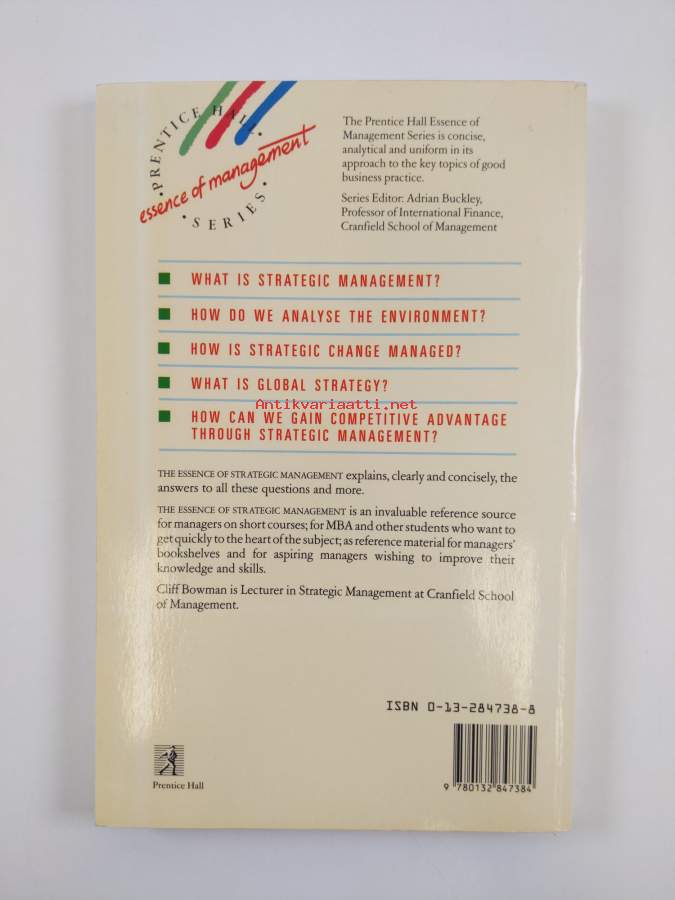 PRENTICE HALL
essence of management
SERIES
The Prentice Hall Essence of
Management Series is concise,
analytical and uniform in its
approach to the key topics of good
business practice.
Series Editor: Adrian Buckley,
Professor of International Finance,
Cranfield School of Management
WHAT IS STRATEGIC MANAGEMENT?
HOW DO WE ANALYSE THE ENVIRONMENT?
HOW IS STRATEGIC CHANGE MANAGED?
WHAT IS GLOBAL STRATEGY?
Antikvariaatti.net
HOW CAN WE GAIN COMPETITIVE ADVANTAGE
THROUGH STRATEGIC MANAGEMENT?
THE ESSENCE OF STRATEGIC MANAGEMENT explains, clearly and concisely, the
answers to all these questions and more.
THE ESSENCE OF STRATEGIC MANAGEMENT is an invaluable reference source
for managers on short courses; for MBA and other students who want to
get quickly to the heart of the subject; as reference material for managers'
bookshelves and for aspiring managers wishing to improve their
knowledge and skills.
Cliff Bowman is Lecturer in Strategic Management at Cranfield School
of Management.
ISBN 0-13-284738-8
9 780132 847384
Prentice Hall